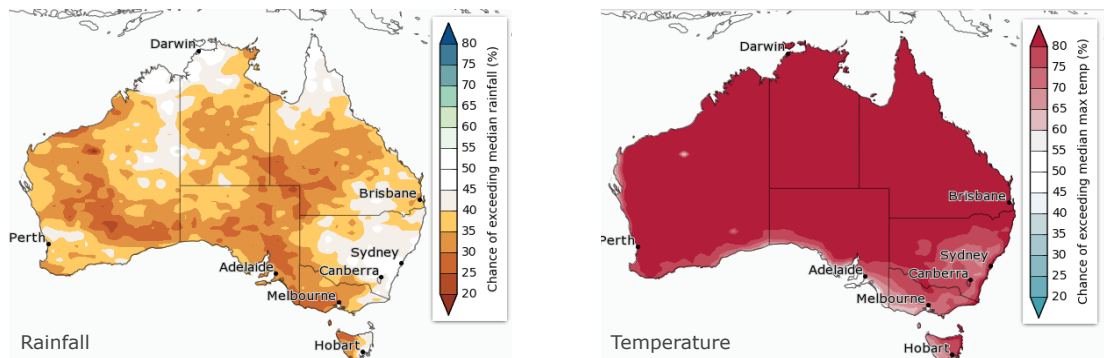 Darwin
Brisbane
Perth
Sydney
Adelaide
Canberra
Melbourne
Hobart
Rainfall
80
75
70
65
60
55
50
45
40
35
30
25
20
Chance of exceeding median rainfall (%)
Darwin
Brisbane
Perth
Sydney
Adelaide
Canberra
Melbourne
Hobart
Temperature
80
75
70
65
60
55
50
45
40
35
30
25
20
Chance of exceeding median max temp (%)